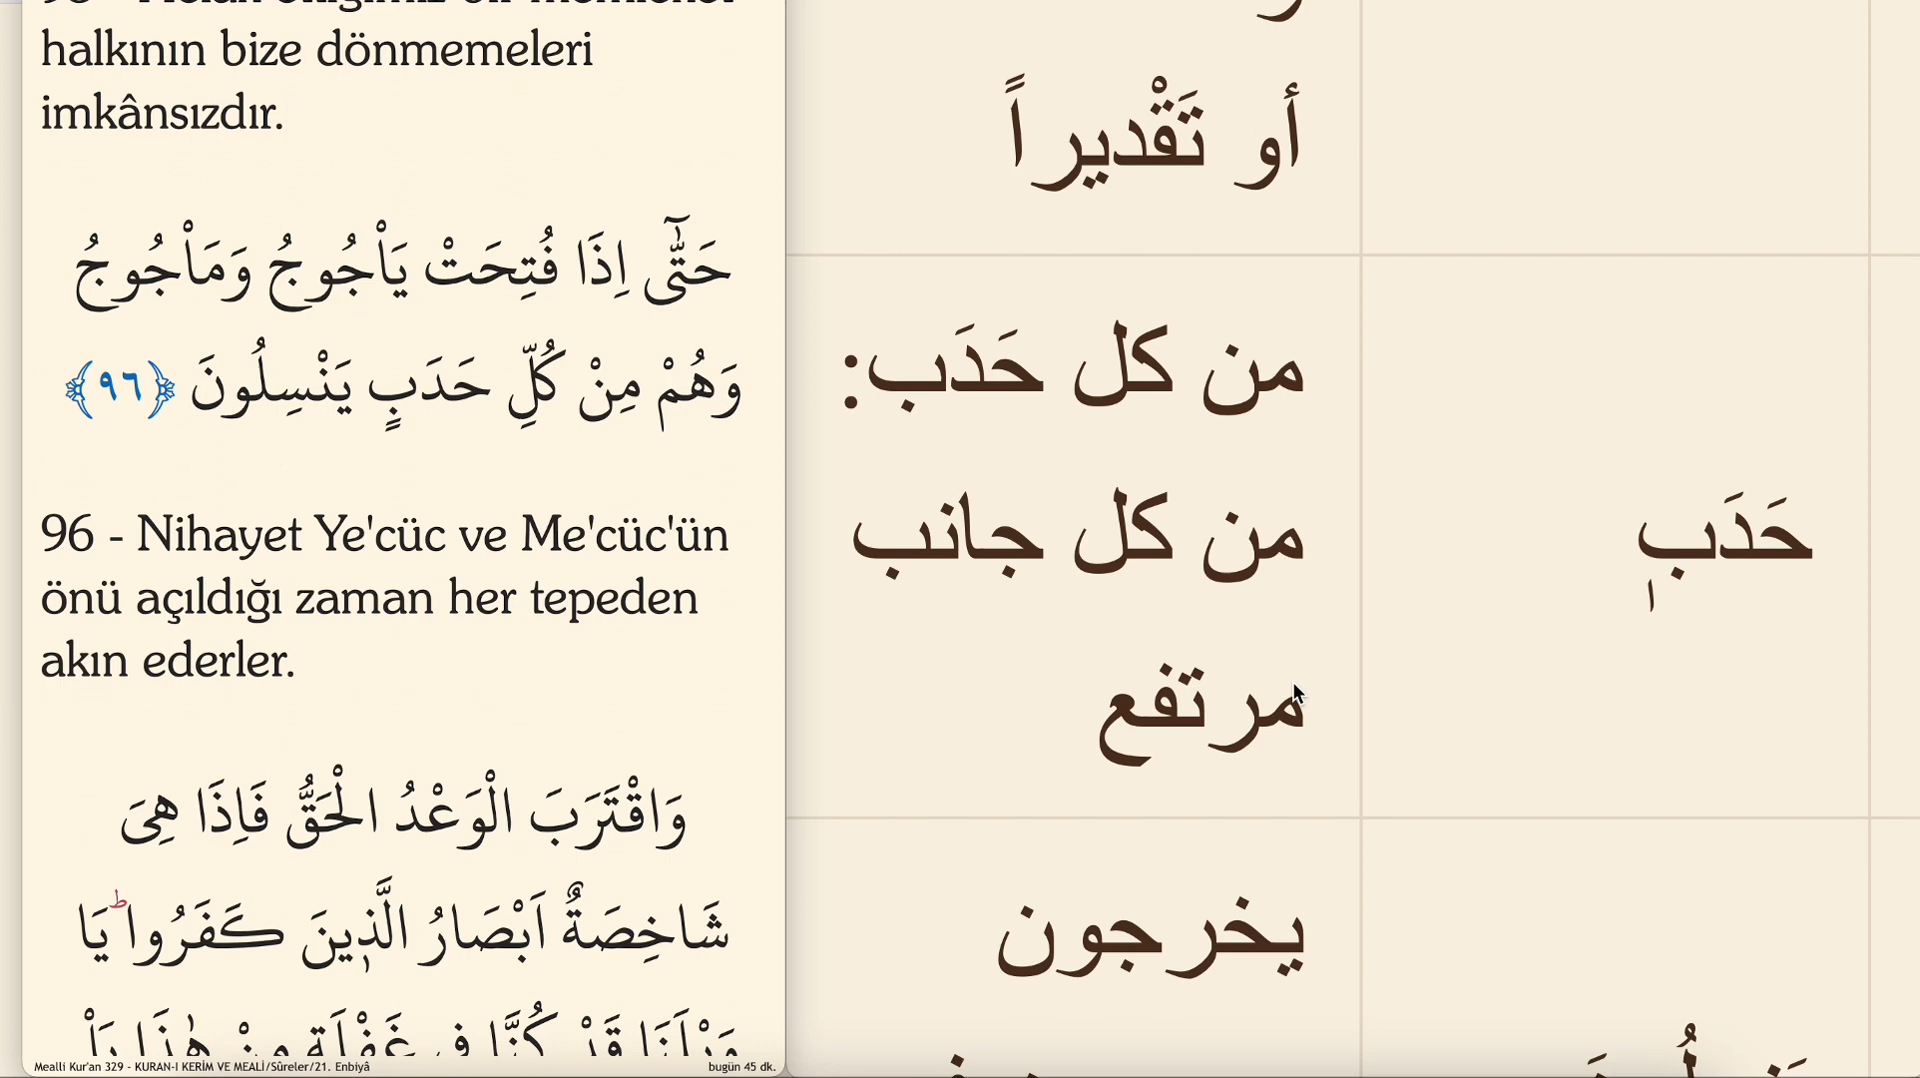 halkının bize dönmemeleri
imkânsızdır.
حَتّٰٓى اِذَا فُتِحَتْ يَاْجُوجُ وَمَاْجُوجُ
وَهُمْ مِنْ كُلِّ حَدَبٍ يَنْسِلُونَ ﴿٩٦﴾
96 - Nihayet Ye'cüc ve Me'cüc'ün
önü açıldığı zaman her tepeden
akın ederler.
وَاقْتَرَبَ الْوَعْدُ الْحَقُّ فَاِذَا هِىَ
شَاخِصَةٌ اَبْصَارُ الَّذٖينَ كَفَرُواؕ يَا
Mealli Kur'an 329 - KURAN-I KERİM VE MEALİ/Sûreler/21. Enbiyâ
bugün 45 dk.
أو تَقْديراً
من كل حَدَب:
من كل جانب
مرتفع
حَدَبٖ
يخرجون